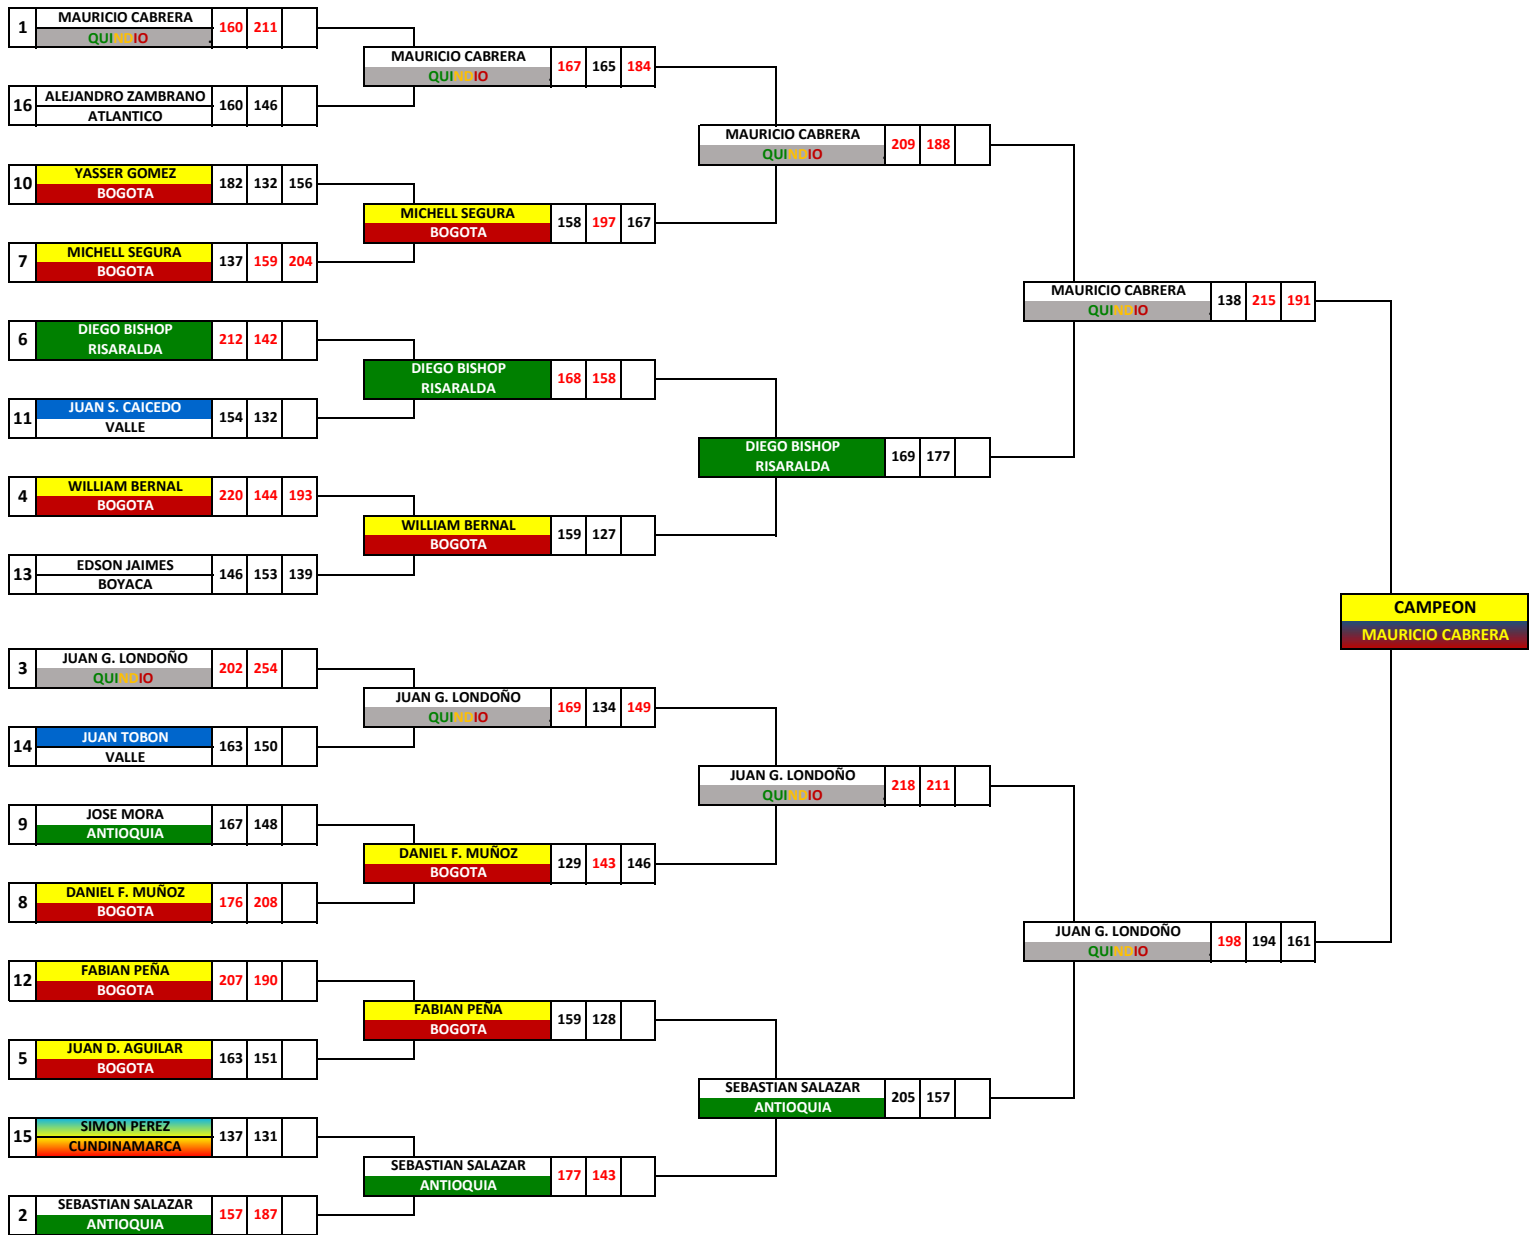 1 MAURICIO CABRERA 160 211
QUINDIO
16 ALEJANDRO ZAMBRANO 160 146
ATLANTICO
10 YASSER GOMEZ 182 132 156
BOGOTA
7 MICHELL SEGURA 137 159 204
BOGOTA
6 DIEGO BISHOP 212 142
RISARALDA
11 JUAN S. CAICEDO 154 132
VALLE
4 WILLIAM BERNAL 220 144 193
BOGOTA
13 EDSON JAIMES 146 153 139
BOYACA
3 JUAN G. LONDOÑO 202 254
QUINDIO
14 JUAN TOBON 163 150
VALLE
9 JOSE MORA 167 148
ANTIOQUIA
8 DANIEL F. MUÑOZ 176 208
BOGOTA
12 FABIAN PEÑA 207 190
BOGOTA
5 JUAN D. AGUILAR 163 151
BOGOTA
15 SIMON PEREZ 137 131
CUNDINAMARCA
2 SEBASTIAN SALAZAR 157 187
ANTIOQUIA
MAURICIO CABRERA 167 165 184
QUINDIO
MICHELL SEGURA 158 197 167
BOGOTA
DIEGO BISHOP 168 158
RISARALDA
WILLIAM BERNAL 159 127
BOGOTA
JUAN G. LONDOÑO 169 134 149
QUINDIO
DANIEL F. MUÑOZ 129 143 146
BOGOTA
FABIAN PEÑA 159 128
BOGOTA
SEBASTIAN SALAZAR 177 143
ANTIOQUIA
MAURICIO CABRERA 209 188
QUINDIO
DIEGO BISHOP 169 177
RISARALDA
JUAN G. LONDOÑO 218 211
QUINDIO
SEBASTIAN SALAZAR 205 157
ANTIOQUIA
MAURICIO CABRERA 138 215 191
QUINDIO
JUAN G. LONDOÑO 198 194 161
QUINDIO
CAMPEON
MAURICIO CABRERA